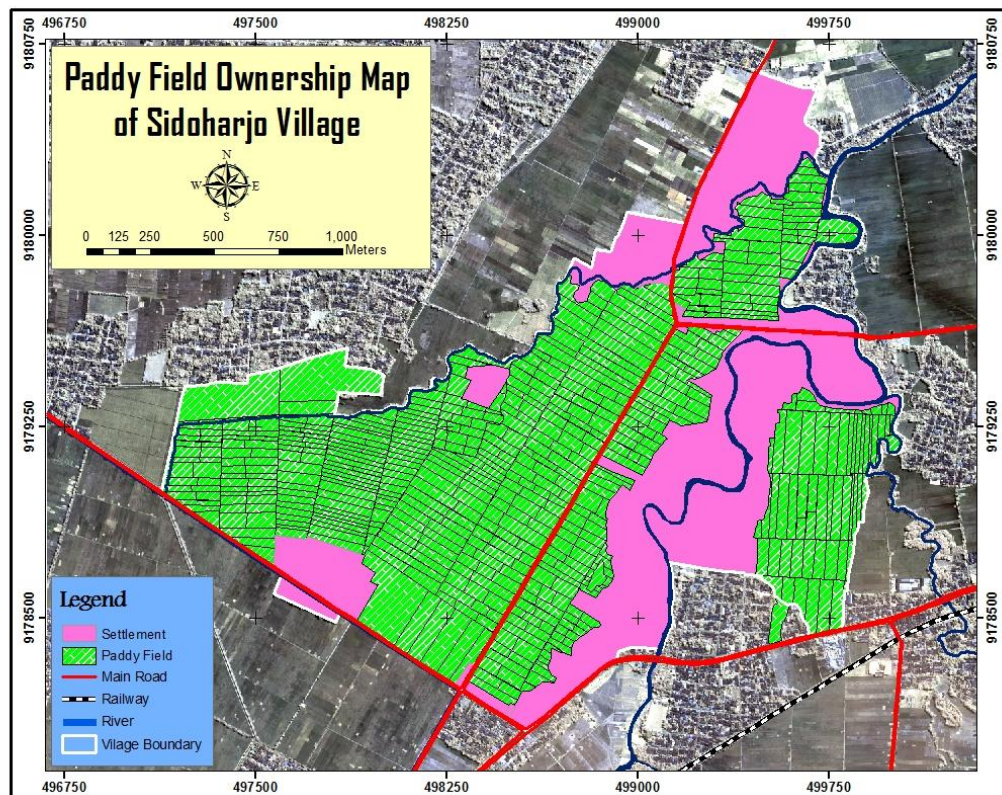 496750 497500 498250 499000 499750
9180750
9180750
Paddy Field Ownership Map
of Sidoharjo Village
N
W E
S
0 125 250 500 750 1,000
Meters
9180000
9180000
9179250
9179250
9178500
9178500
Legend
Settlement
Paddy Field
Main Road
Railway
River
Vilage Boundary
496750 497500 498250 499000 499750